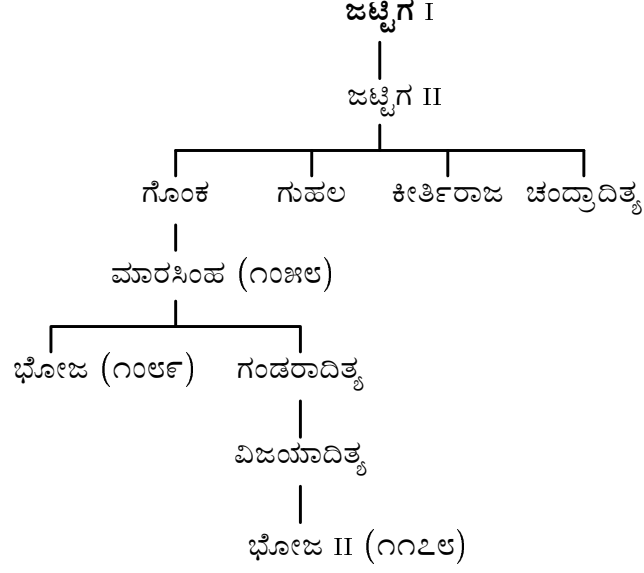 ಜಟ್ಟಿಗ I
ಜಟ್ಟಿಗ II
ಗೊಂಕ ಗುಹಲ ಕೀರ್ತಿರಾಜ ಚಂದ್ರಾದಿತ್ಯ
ಮಾರಸಿಂಹ (೧೦೫೮)
ಭೋಜ (೧೦೮೯) ಗಂಡರಾದಿತ್ಯ
ವಿಜಯಾದಿತ್ಯ
ಭೋಜ II (೧೧೭೮)